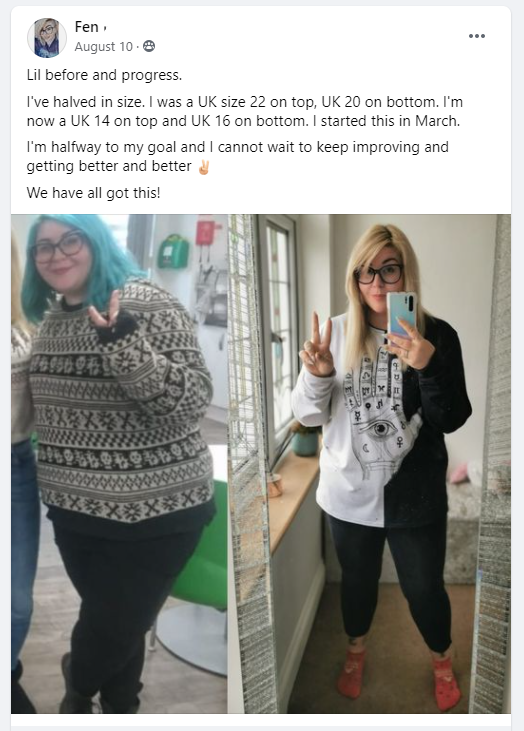 Fen
August 10
Lil before and progress.
I've halved in size. I was a UK size 22 on top, UK 20 on bottom. I'm
now a UK 14 on top and UK 16 on bottom. I started this in March.
I'm halfway to my goal and I cannot wait to keep improving and
getting better and better ✌🏼
We have all got this!